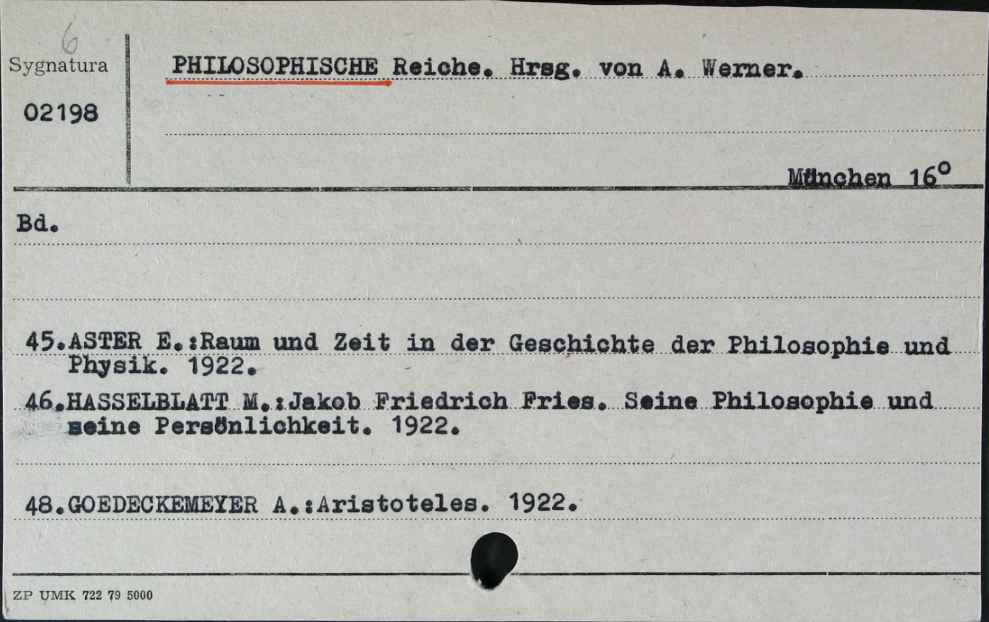 6
Sygnatura
02198
PHILOSOPHISCHE Reiche. Hrsg. von A. Werner.
München 16°
Bd.
45.ASTER E.:Raum und Zeit in der Geschichte der Philosophie und
Physik. 1922.
46.HASSELBLATT M.:Jakob Friedrich Fries. Seine Philosophie und
seine Persönlichkeit. 1922.
48.GOEDECKEMEYER A.:Aristoteles. 1922.
ZP UMK 722 79 5000